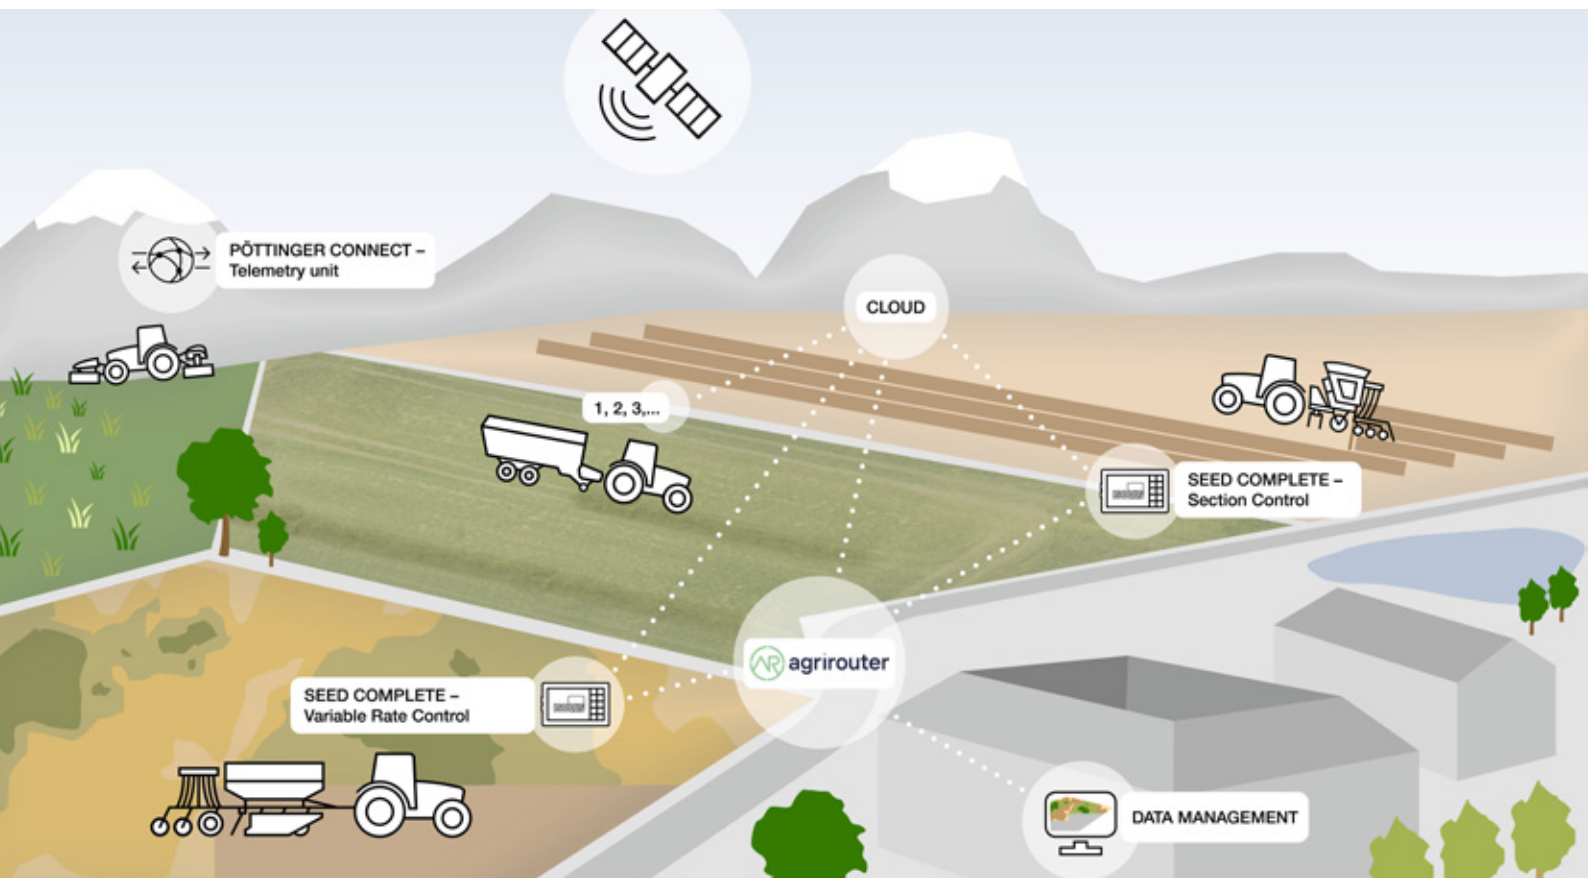 PÖTTINGER CONNECT –
Telemetry unit
CLOUD
1, 2, 3,...
SEED COMPLETE –
Section Control
agrirouter
SEED COMPLETE –
Variable Rate Control
DATA MANAGEMENT